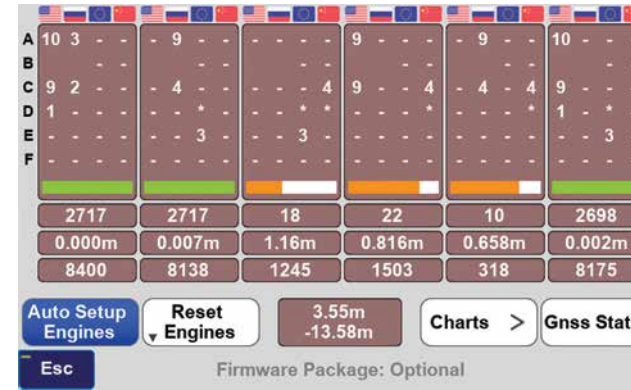 A 10 3 - - - 9 - - - - - - 9 - - - - 9 - - 10 - -
B - - - - - - - - - - - - -
C 9 2 - - - 4 - - - - - 4 9 - - 4 - 4 - 4 9 - -
D 1 - - - - - * - - - * * - - - * - - - * 1 - *
E - - - - - - 3 - - - 3 - - - - - - - - - - - 3
F - - - - - - - - - - - - - - - - - - - - - - -
2717 2717 18 22 10 2698
0.000m 0.007m 1.16m 0.816m 0.658m 0.002m
8400 8138 1245 1503 318 8175
Auto Setup Engines
Reset Engines
3.55m
-13.58m
Charts >
Gnss Stat
Esc
Firmware Package: Optional